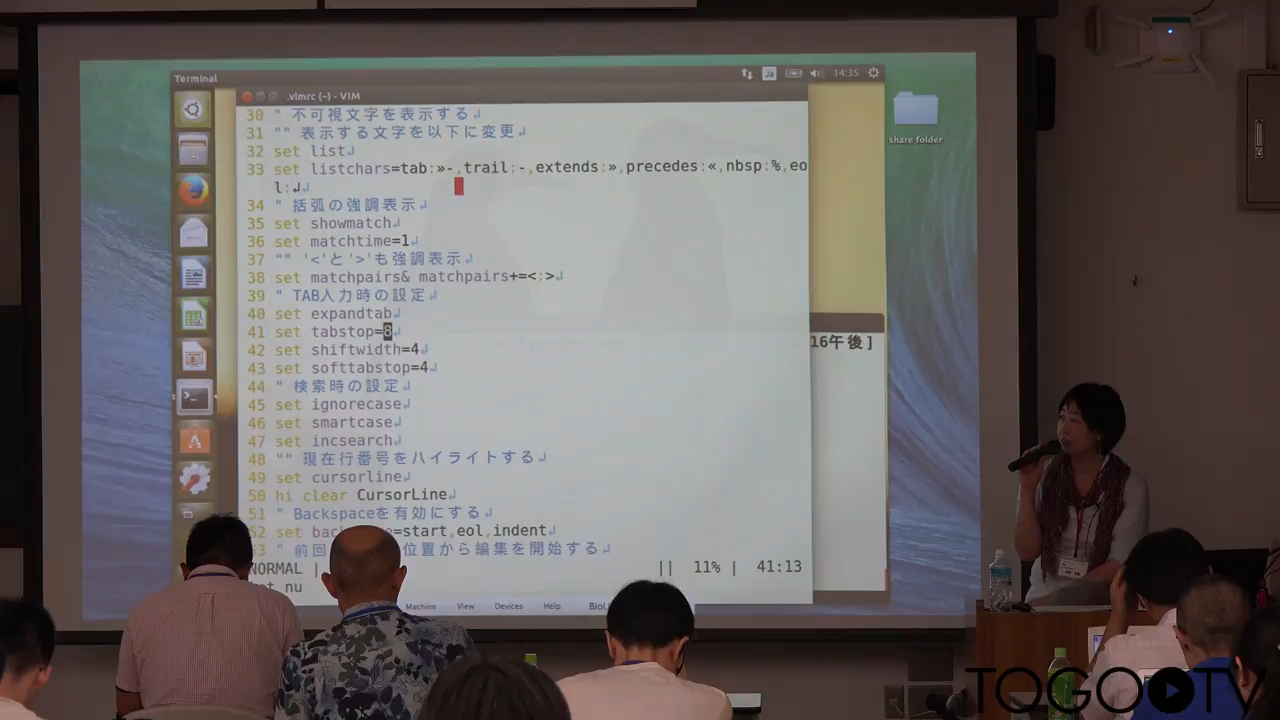 Terminal
Ja
14:35
.vimrc (~) - VIM
share folder
30 " 不可視文字を表示する↲
31 "" 表示する文字を以下に変更↲
32 set list↲
33 set listchars=tab:»-,trail:-,extends:»,precedes:«,nbsp:%,eo
l:↲↲
34 " 括弧の強調表示↲
35 set showmatch↲
36 set matchtime=1↲
37 "" '<'と'>'も強調表示↲
38 set matchpairs& matchpairs+=<:>↲
39 " TAB入力時の設定↲
40 set expandtab↲
41 set tabstop=8↲
16午後]
42 set shiftwidth=4↲
43 set softtabstop=4↲
44 " 検索時の設定↲
45 set ignorecase↲
46 set smartcase↲
47 set incsearch↲
48 "" 現在行番号をハイライトする↲
49 set cursorline↲
50 hi clear CursorLine↲
51 " Backspaceを有効にする↲
52 set =start,eol,indent↲
53 " 前回 位置から編集を開始する↲
NORMAL | || 11% | 41:13
nu
Machine View Devices Help
TOGOTV